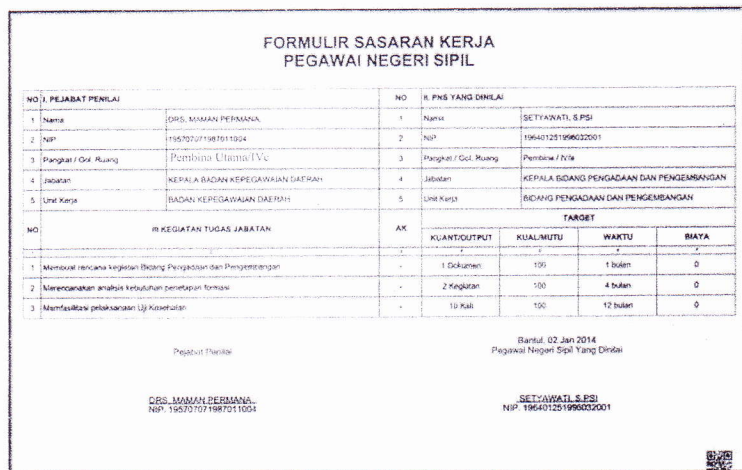 FORMULIR SASARAN KERJA
PEGAWAI NEGERI SIPIL
NO I. PEJABAT PENILAI NO II. PNS YANG DINILAI
1 Nama DRS. MAMAN PERMANA, 1 Nama SETYAWATI, S.PSI
2 NIP 195707071987011004 2 NIP 196401251996032001
3 Pangkat / Gol. Ruang Pembina Utama/IVc 3 Pangkat / Gol. Ruang Pembina / IV/a
4 Jabatan KEPALA BADAN KEPEGAWAIAN DAERAH 4 Jabatan KEPALA BIDANG PENGADAAN DAN PENGEMBANGAN
5 Unit Kerja BADAN KEPEGAWAIAN DAERAH 5 Unit Kerja BIDANG PENGADAAN DAN PENGEMBANGAN
NO III KEGIATAN TUGAS JABATAN AK TARGET
KUANT/OUTPUT KUAL/MUTU WAKTU BIAYA
1 Membuat rencana kegiatan Bidang Pengadaan dan Pengembangan - 1 Dokumen 100 1 bulan 0
2 Merencanakan analisis kebutuhan penetapan formasi - 2 Kegiatan 100 4 bulan 0
3 Memfasilitasi pelaksanaan Uji Kesehatan - 10 Kali 100 12 bulan 0
Bantul, 02 Jan 2014
Pejabat Penilai Pegawai Negeri Sipil Yang Dinilai
DRS. MAMAN PERMANA, SETYAWATI, S.PSI
NIP. 195707071987011004 NIP. 196401251996032001